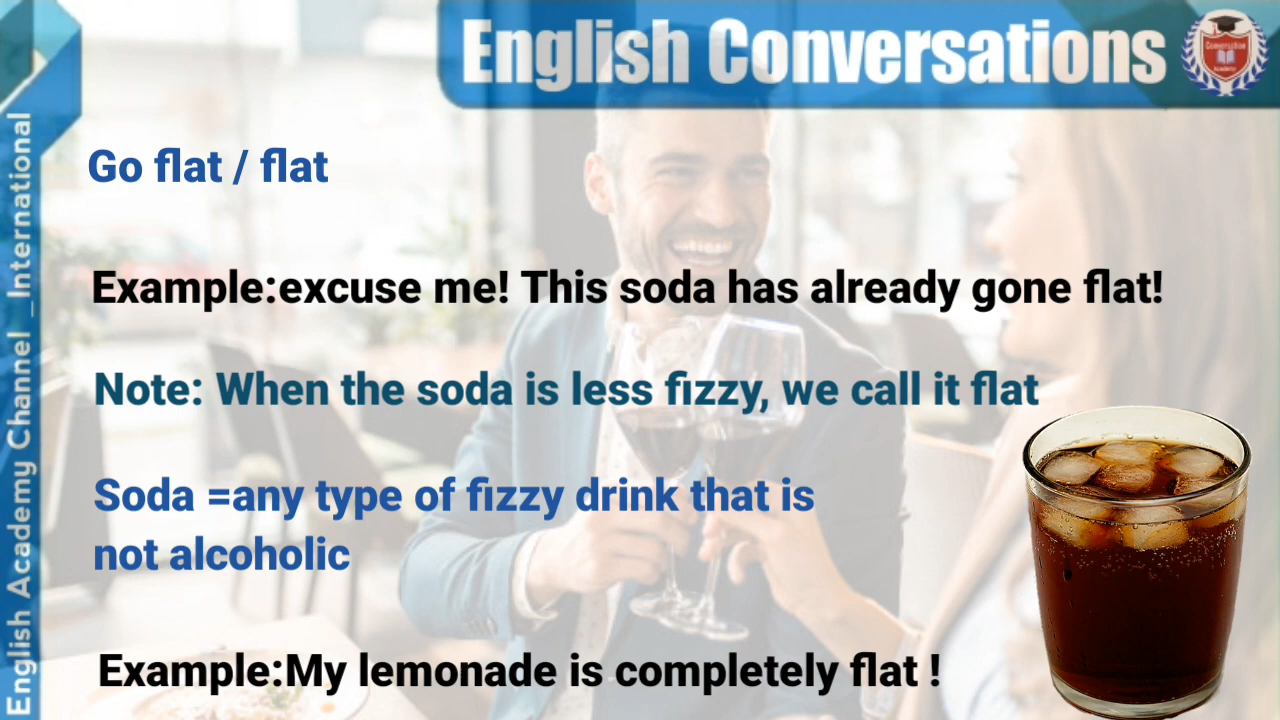 English Conversations
Conversation
Academy
English Academy Channel _International
Go flat / flat
Example:excuse me! This soda has already gone flat!
Note: When the soda is less fizzy, we call it flat
Soda =any type of fizzy drink that is
not alcoholic
Example:My lemonade is completely flat !